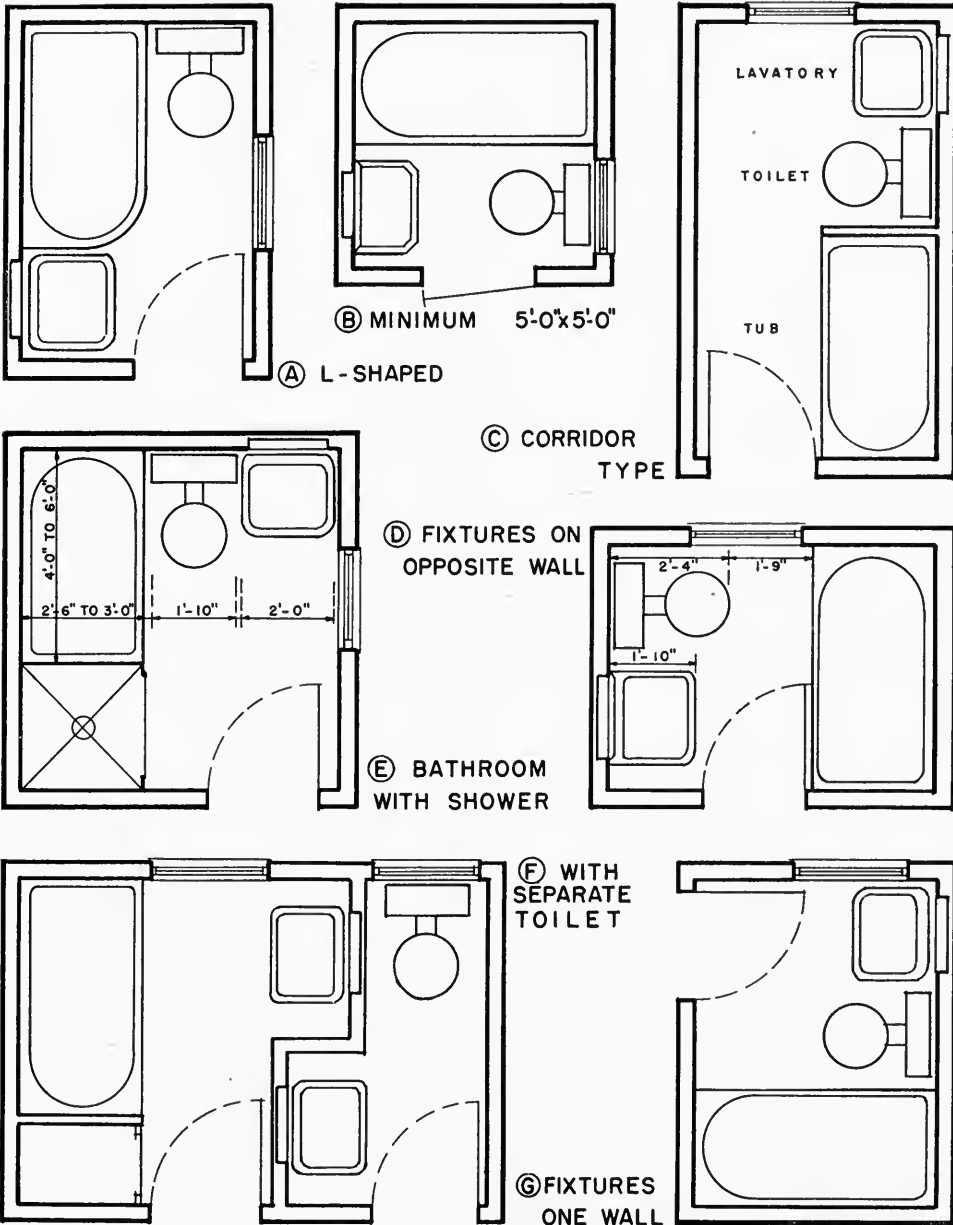 LAVATORY
TOILET
TUB
Ⓑ MINIMUM 5'-0"x5'-0"
Ⓐ L-SHAPED
Ⓒ CORRIDOR
TYPE
Ⓓ FIXTURES ON
OPPOSITE WALL
4'-0" TO 6'-0"
2'-6" TO 3'-0"
1'-10"
2'-0"
2'-4"
1'-9"
1'-10"
Ⓔ BATHROOM
WITH SHOWER
Ⓕ WITH
SEPARATE
TOILET
Ⓖ FIXTURES
ONE WALL